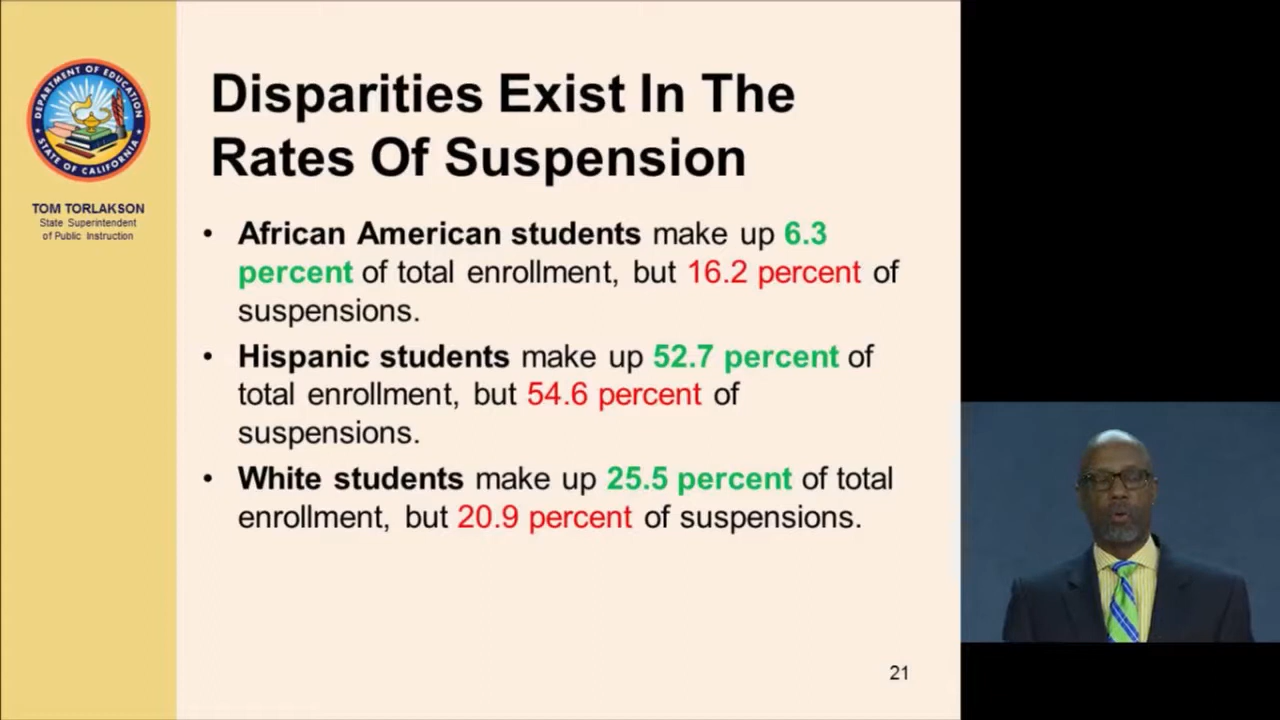 DEPARTMENT OF EDUCATION
STATE OF CALIFORNIA
TOM TORLAKSON
State Superintendent
of Public Instruction
Disparities Exist In The
Rates Of Suspension
• African American students make up 6.3
percent of total enrollment, but 16.2 percent of
suspensions.
• Hispanic students make up 52.7 percent of
total enrollment, but 54.6 percent of
suspensions.
• White students make up 25.5 percent of total
enrollment, but 20.9 percent of suspensions.
21